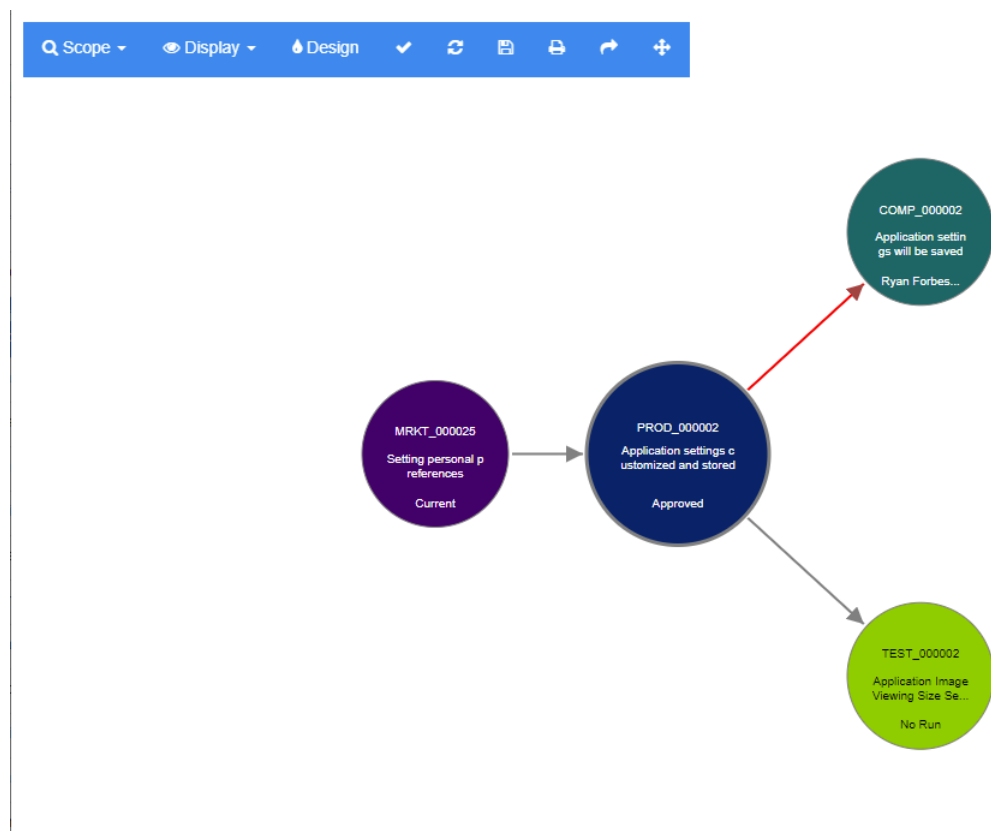 Scope Display Design
COMP_000002
Application settin
gs will be saved
Ryan Forbes...
MRKT_000025
Setting personal p
references
Current
PROD_000002
Application settings c
ustomized and stored
Approved
TEST_000002
Application Image
Viewing Size Se...
No Run